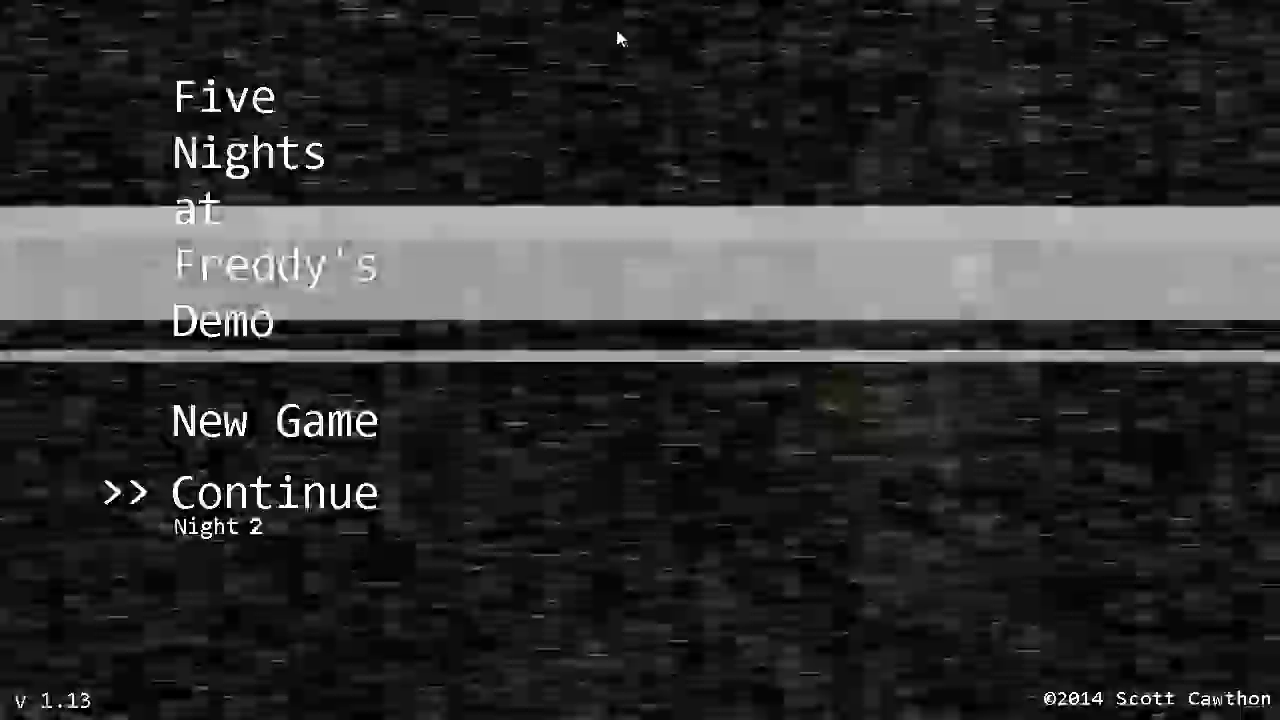 Five
Nights
at
Freddy's
Demo
New Game
>> Continue
Night 2
v 1.13
©2014 Scott Cawthon